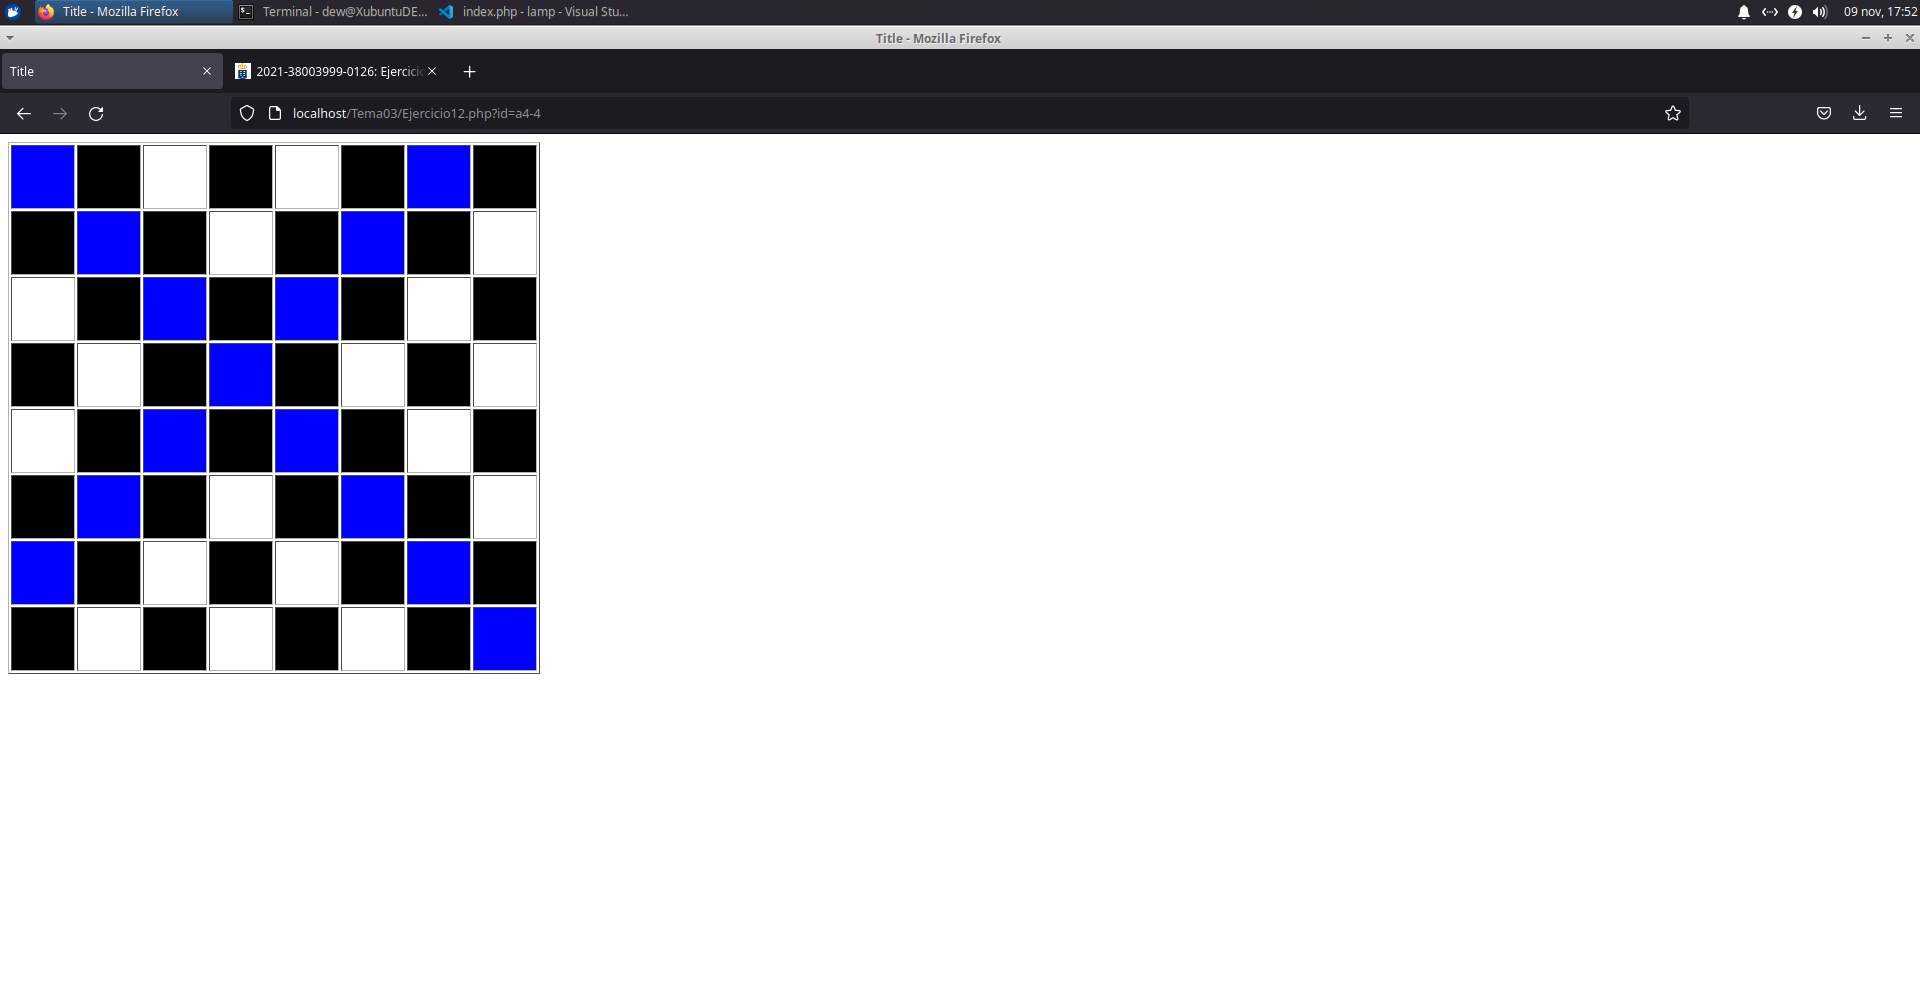 Title - Mozilla Firefox
Terminal - dew@XubuntuDE...
index.php - lamp - Visual Stu...
09 nov, 17:52
Title - Mozilla Firefox
Title
2021-38003999-0126: Ejercici
localhost/Tema03/Ejercicio12.php?id=a4-4